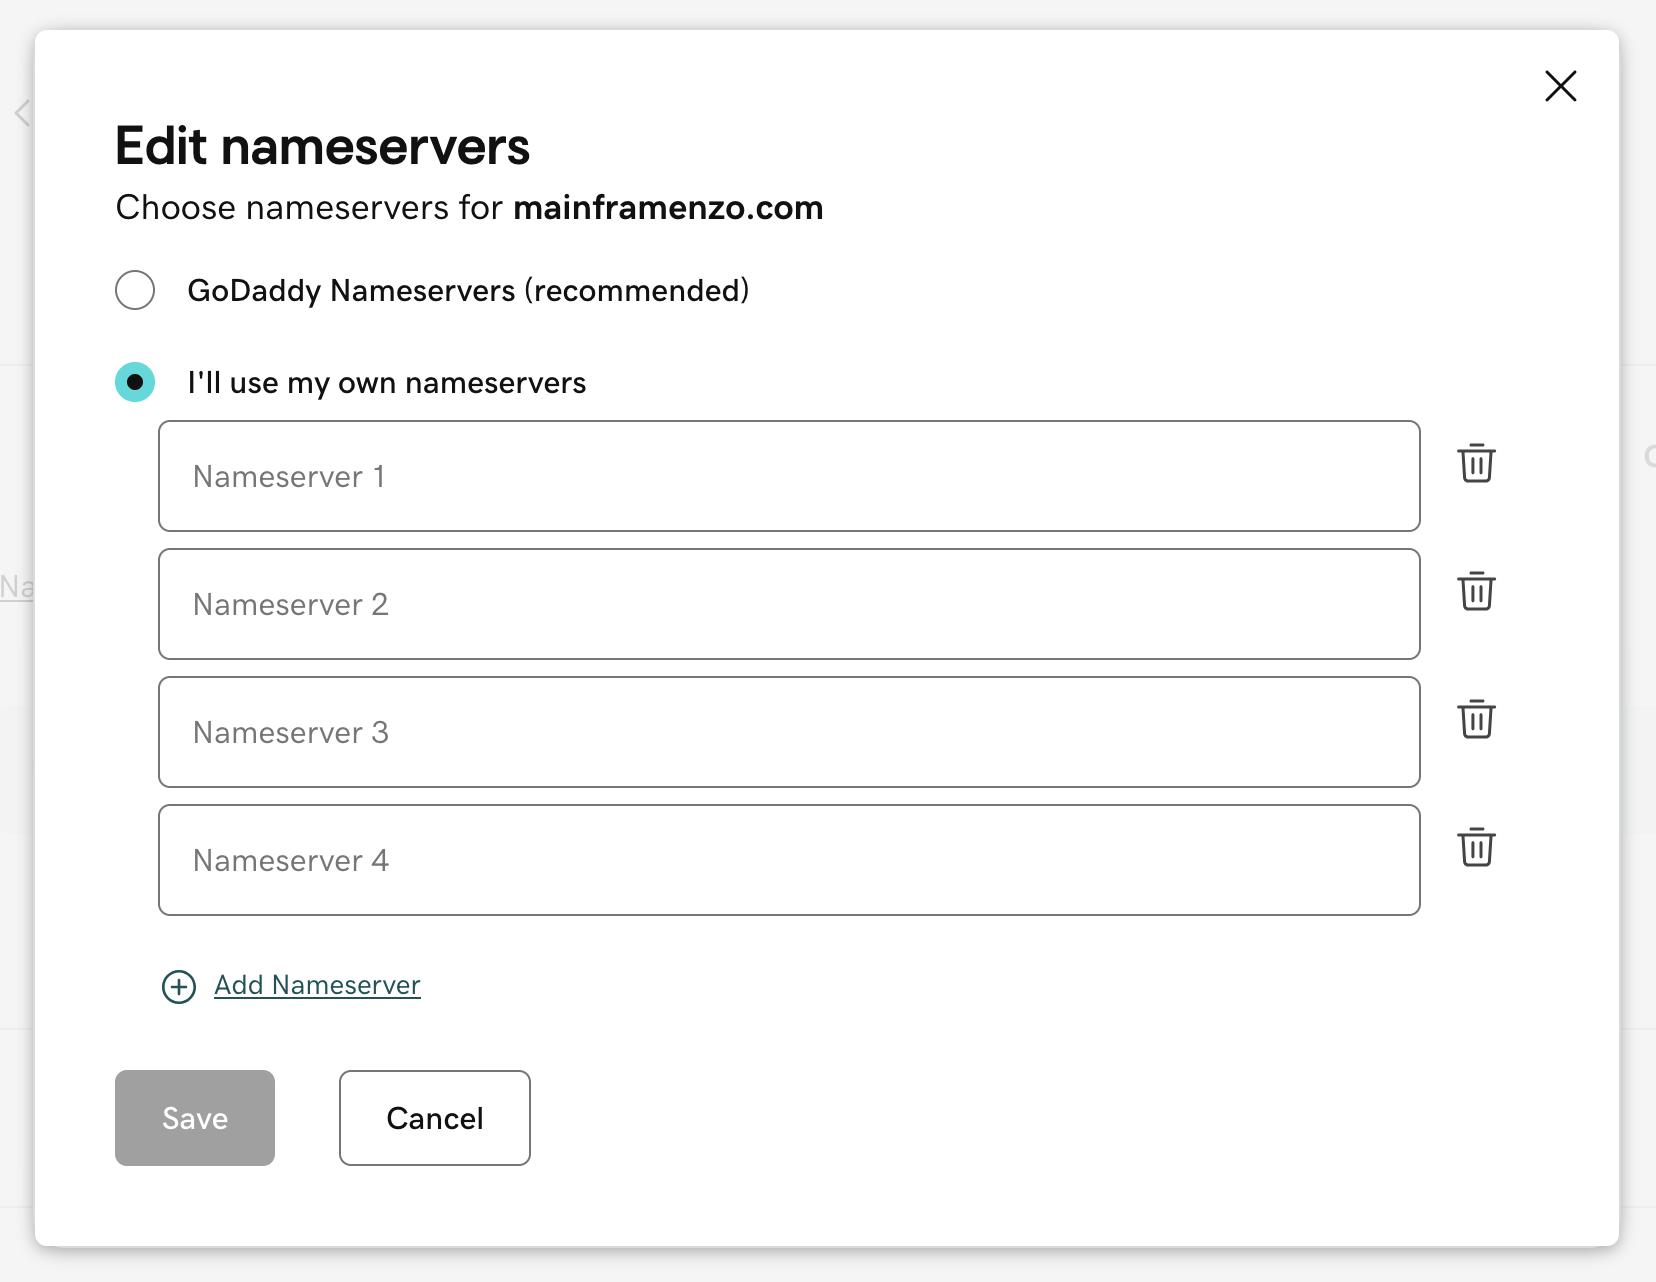 Edit nameservers
Choose nameservers for mainframenzo.com
GoDaddy Nameservers (recommended)
I'll use my own nameservers
Nameserver 1
Nameserver 2
Nameserver 3
Nameserver 4
Add Nameserver
Save
Cancel